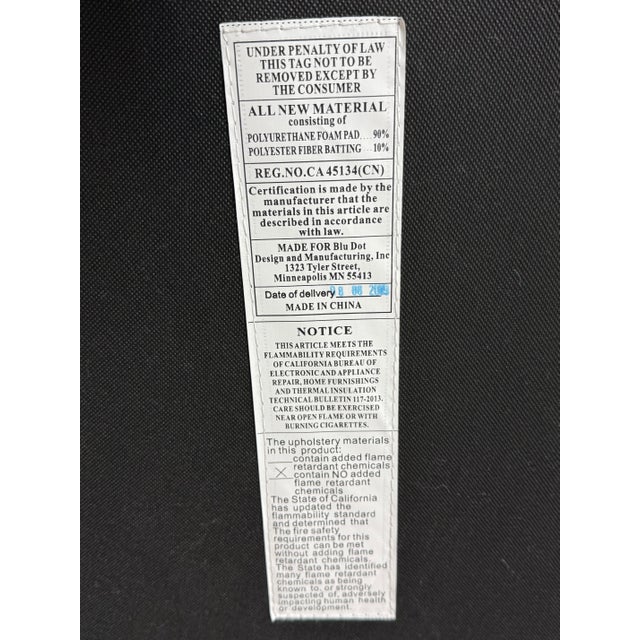 UNDER PENALTY OF LAW
THIS TAG NOT TO BE
REMOVED EXCEPT BY
THE CONSUMER
ALL NEW MATERIAL
consisting of
POLYURETHANE FOAM PAD....90%
POLYESTER FIBER BATTING ...10%
REG.NO.CA 45134(CN)
Certification is made by the
manufacturer that the
materials in this article are
described in accordance
with law.
MADE FOR Blu Dot
Design and Manufacturing, Inc
1323 Tyler Street,
Minneapolis MN 55413
Date of delivery
MADE IN CHINA
NOTICE
THIS ARTICLE MEETS THE
FLAMMABILITY REQUIREMENTS
OF CALIFORNIA BUREAU OF
ELECTRONIC AND APPLIANCE
REPAIR, HOME FURNISHINGS
AND THERMAL INSULATION
TECHNICAL BULLETIN 117-2013.
CARE SHOULD BE EXERCISED
NEAR OPEN FLAME OR WITH
BURNING CIGARETTES.
The upholstery materials
in this product:
contain added flame
retardant chemicals
X contain NO added
flame retardant
chemicals
The State of California
has updated the
flammability standard
and determined that
The fire safety
requirements for this
product can be met
without adding flame
retardant chemicals.
The State has identified
many flame retardant
chemicals as being
known to, or strongly
suspected of, adversely
impacting human health
or development.